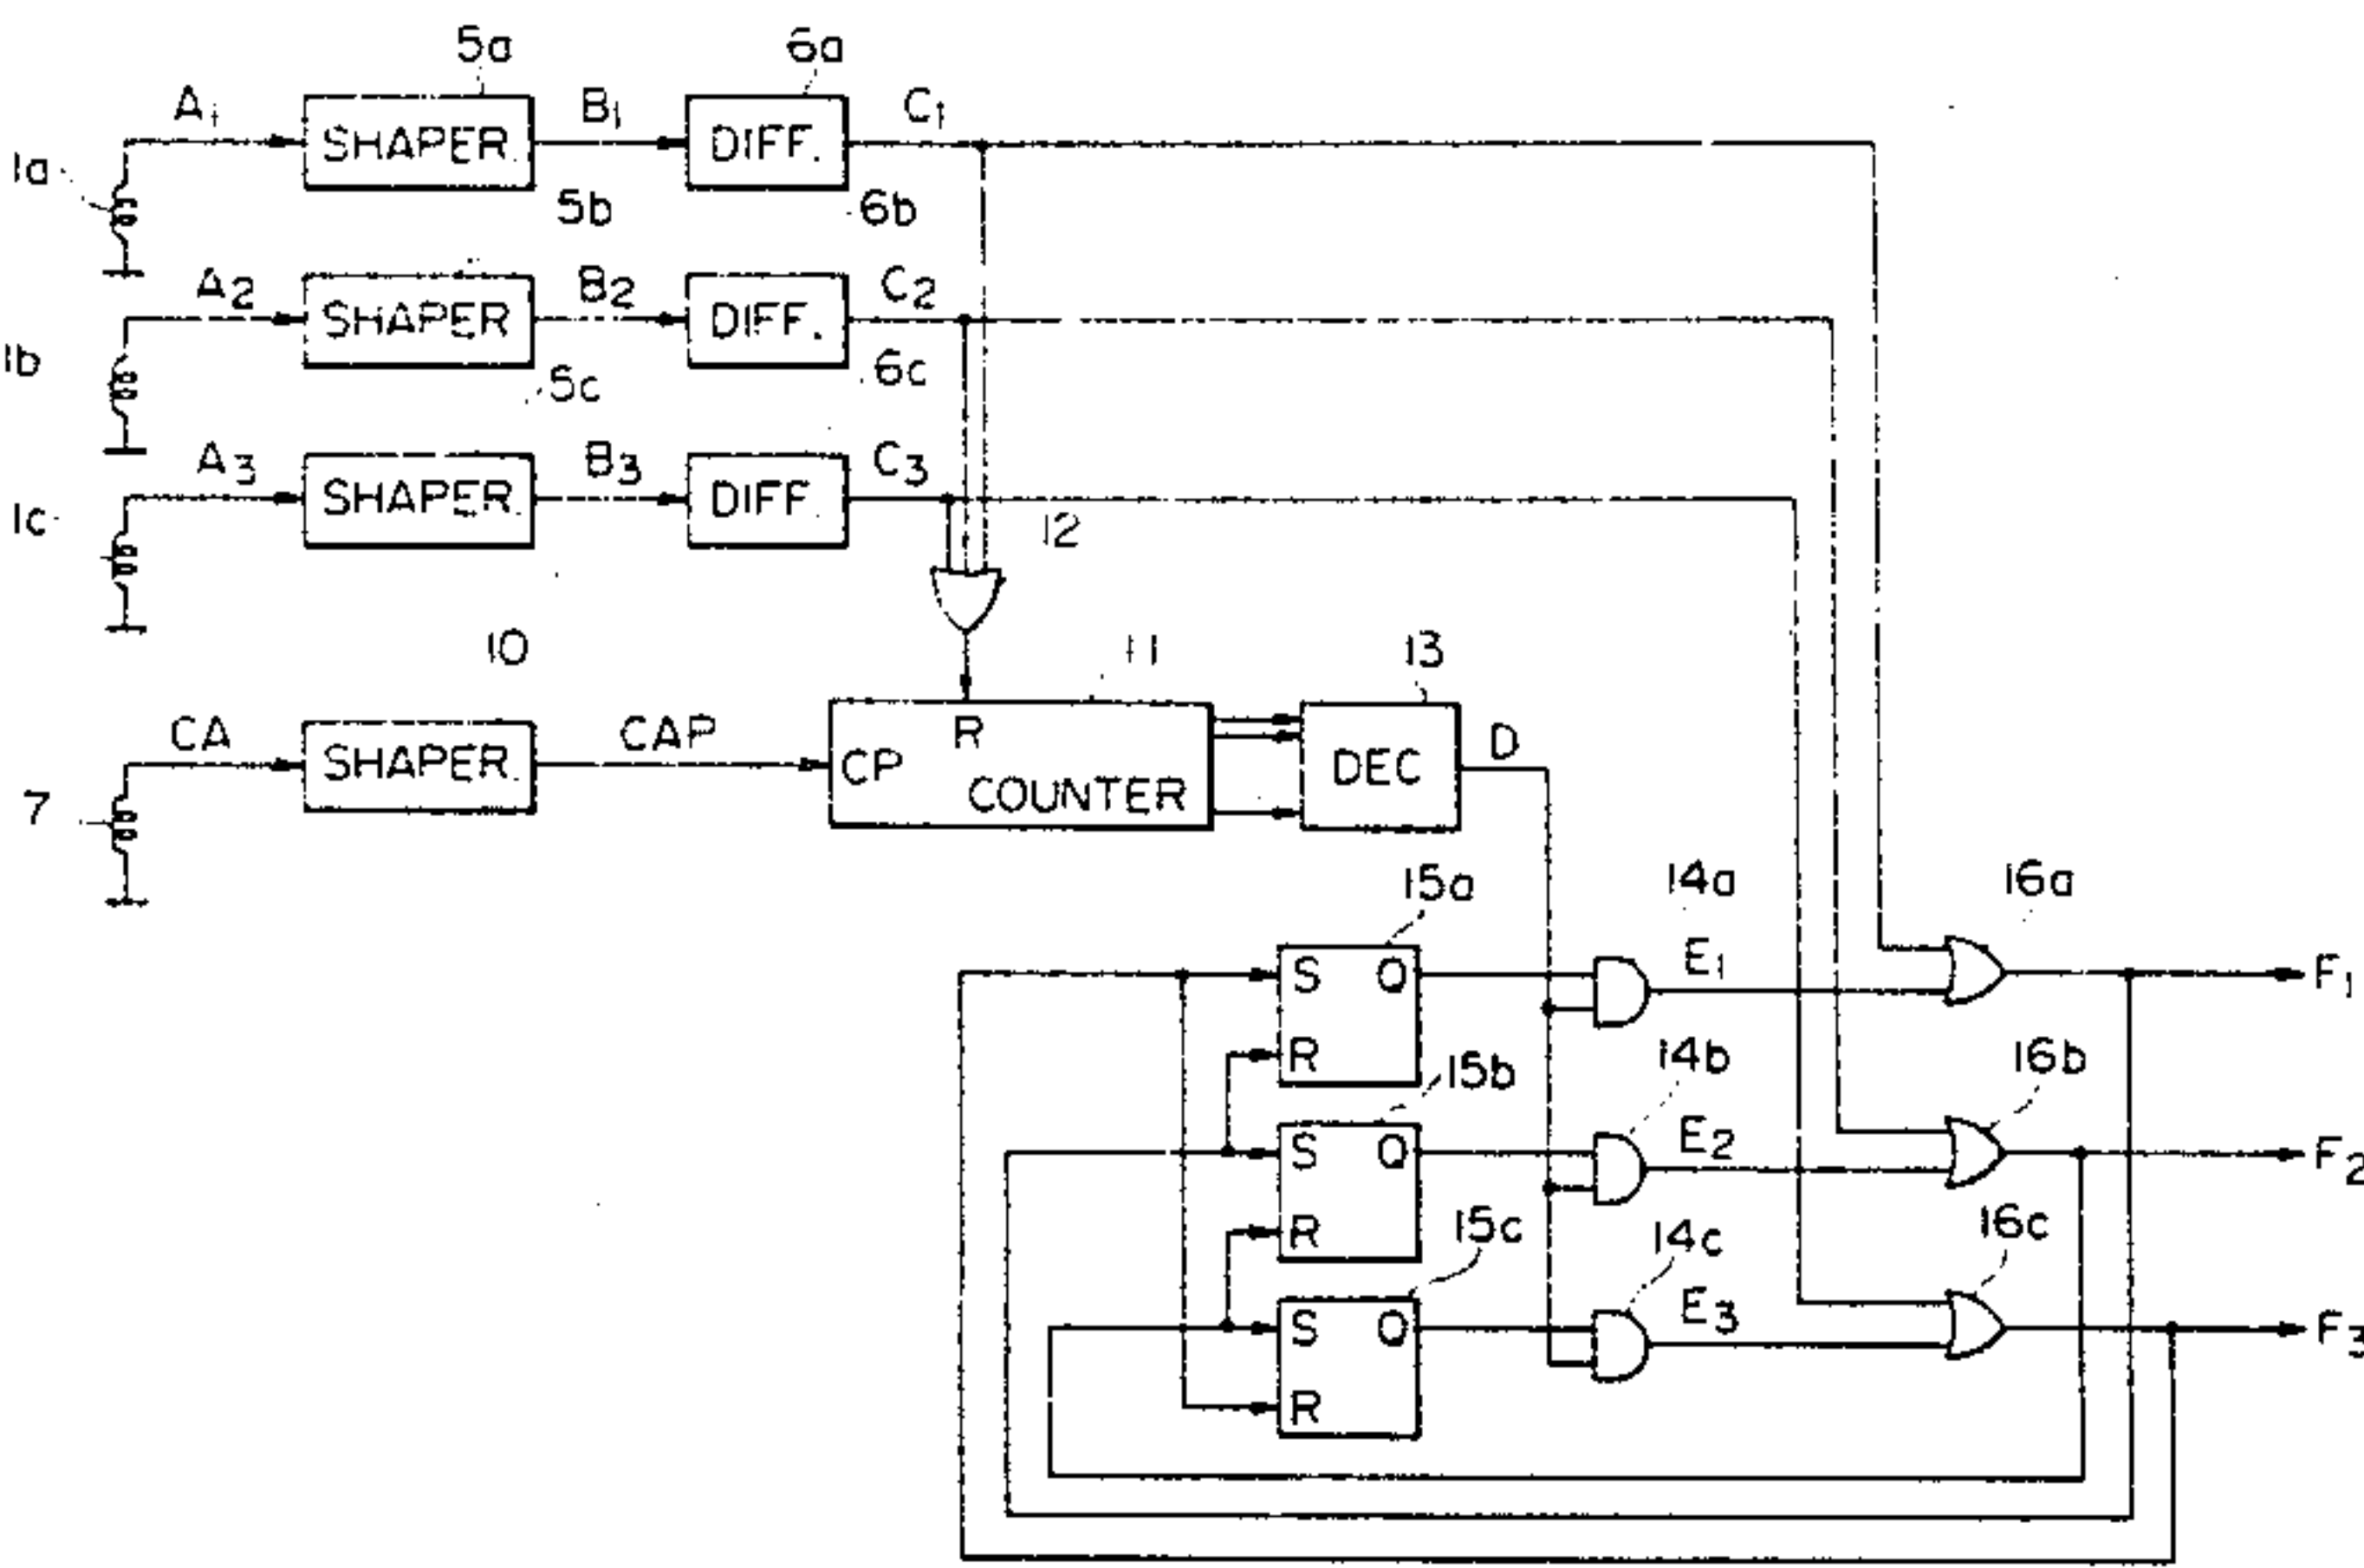 5a 6a
A1 B1 C1
1a SHAPER DIFF.
5b 6b
A2 B2 C2
1b SHAPER DIFF.
5c 6c
A3 B3 C3
1c SHAPER DIFF. 12
10 11 13
CA CAP R D
7 SHAPER CP DEC
COUNTER
15a 14a 16a
S Q E1 F1
R 15b 14b 16b
S Q E2 F2
R 15c 14c 16c
S Q E3 F3
R